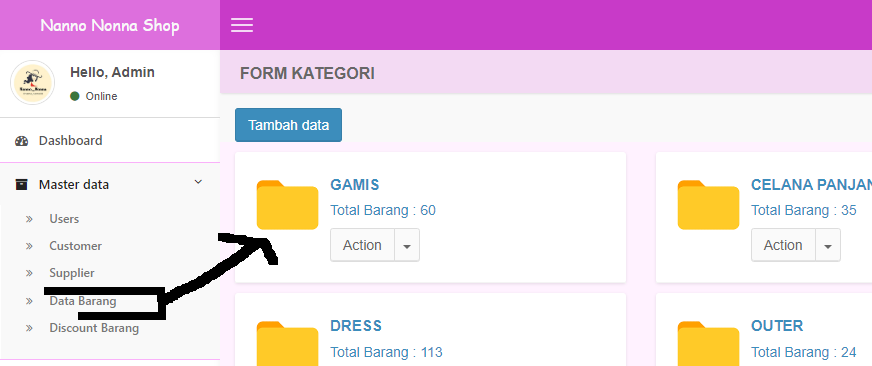 Nanno Nonna Shop
Hello, Admin
Online
Dashboard
Master data
Users
Customer
Supplier
Data Barang
Discount Barang
FORM KATEGORI
Tambah data
GAMIS
Total Barang : 60
Action
CELANA PANJAN
Total Barang : 35
Action
DRESS
Total Barang : 113
OUTER
Total Barang : 24